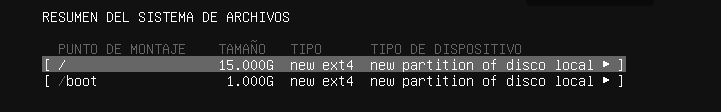 RESUMEN DEL SISTEMA DE ARCHIVOS
PUNTO DE MONTAJE TAMAÑO TIPO TIPO DE DISPOSITIVO
[ / 15.000G new ext4 new partition of disco local ▸ ]
[ /boot 1.000G new ext4 new partition of disco local ▸ ]